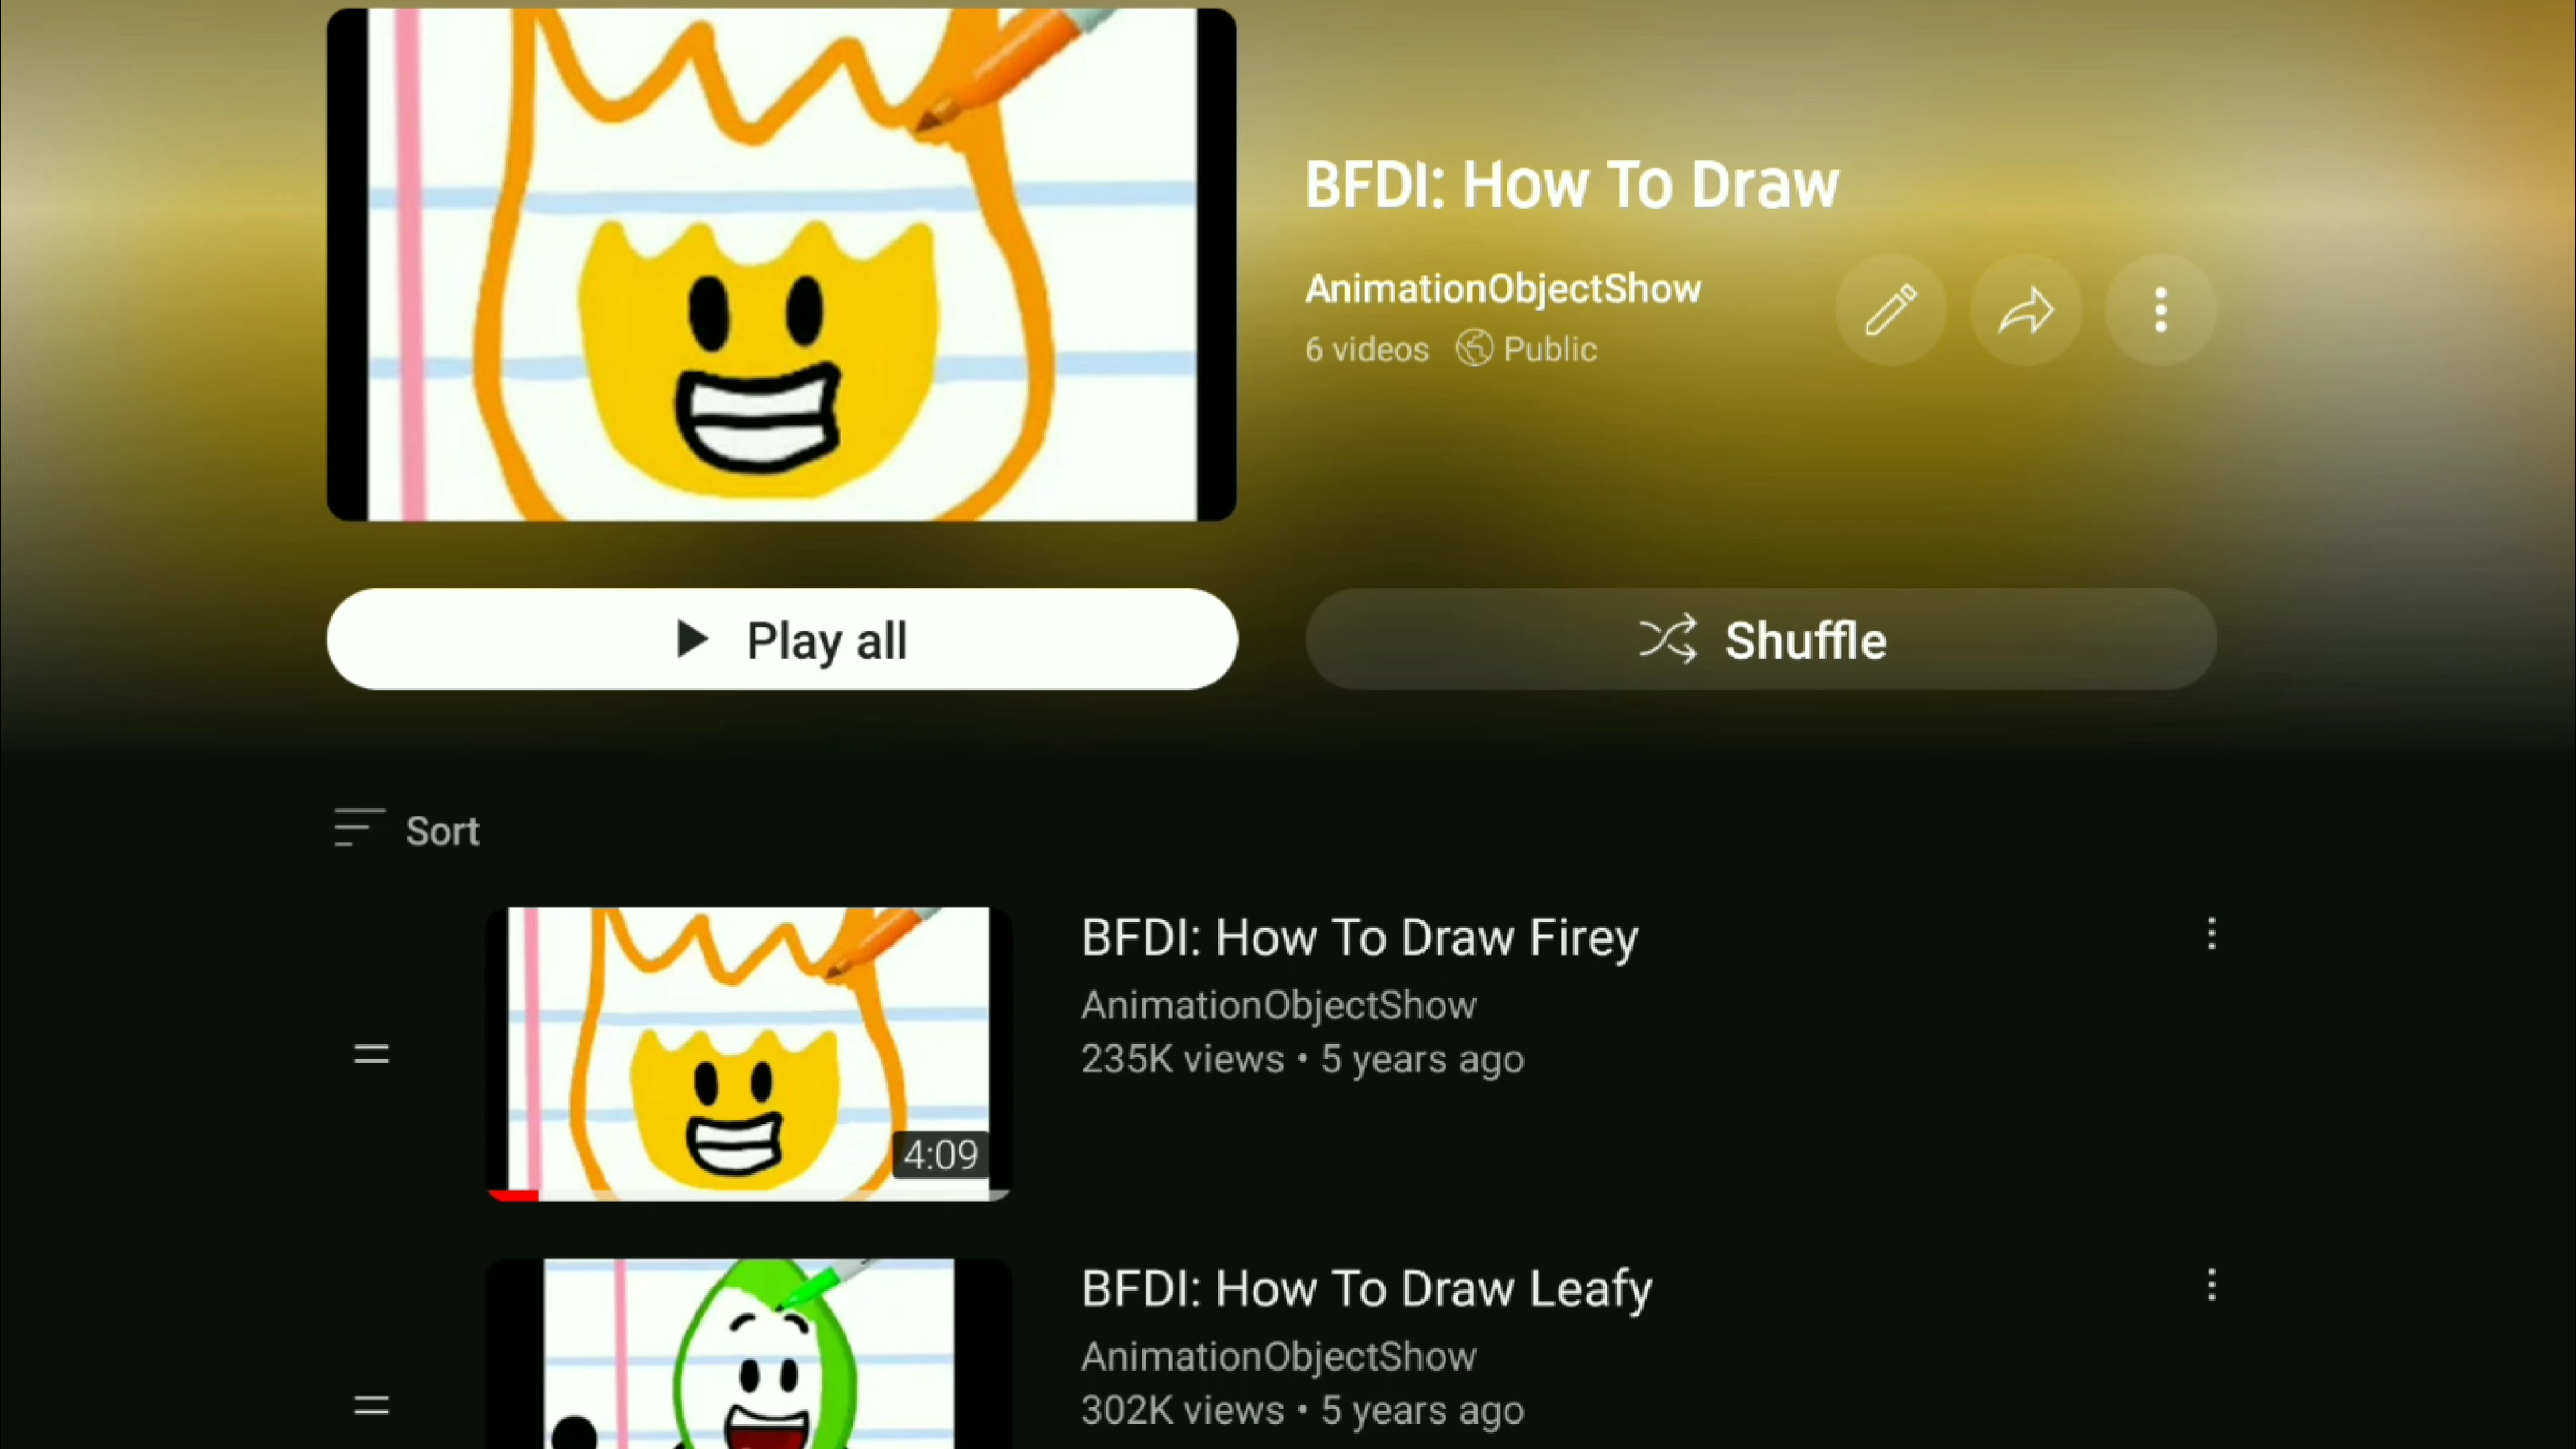 BFDI: How To Draw
AnimationObjectShow
6 videos Public
Play all
Shuffle
Sort
BFDI: How To Draw Firey
AnimationObjectShow
235K views • 5 years ago
4:09
BFDI: How To Draw Leafy
AnimationObjectShow
302K views • 5 years ago